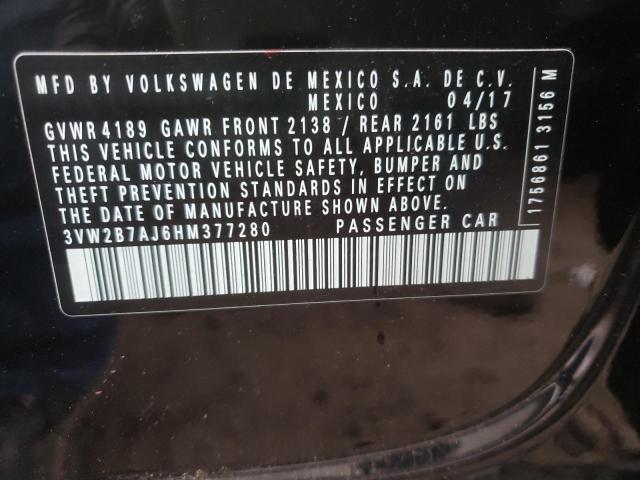 MFD BY VOLKSWAGEN DE MEXICO S.A. DE C.V.
MEXICO 04/17
GVWR 4189 GAWR FRONT 2138 / REAR 2161 LBS
THIS VEHICLE CONFORMS TO ALL APPLICABLE U.S.
FEDERAL MOTOR VEHICLE SAFETY, BUMPER AND
THEFT PREVENTION STANDARDS IN EFFECT ON
THE DATE OF MANUFACTURE SHOWN ABOVE.
3VW2B7AJ6HM377280 PASSENGER CAR
1756861 3156 M